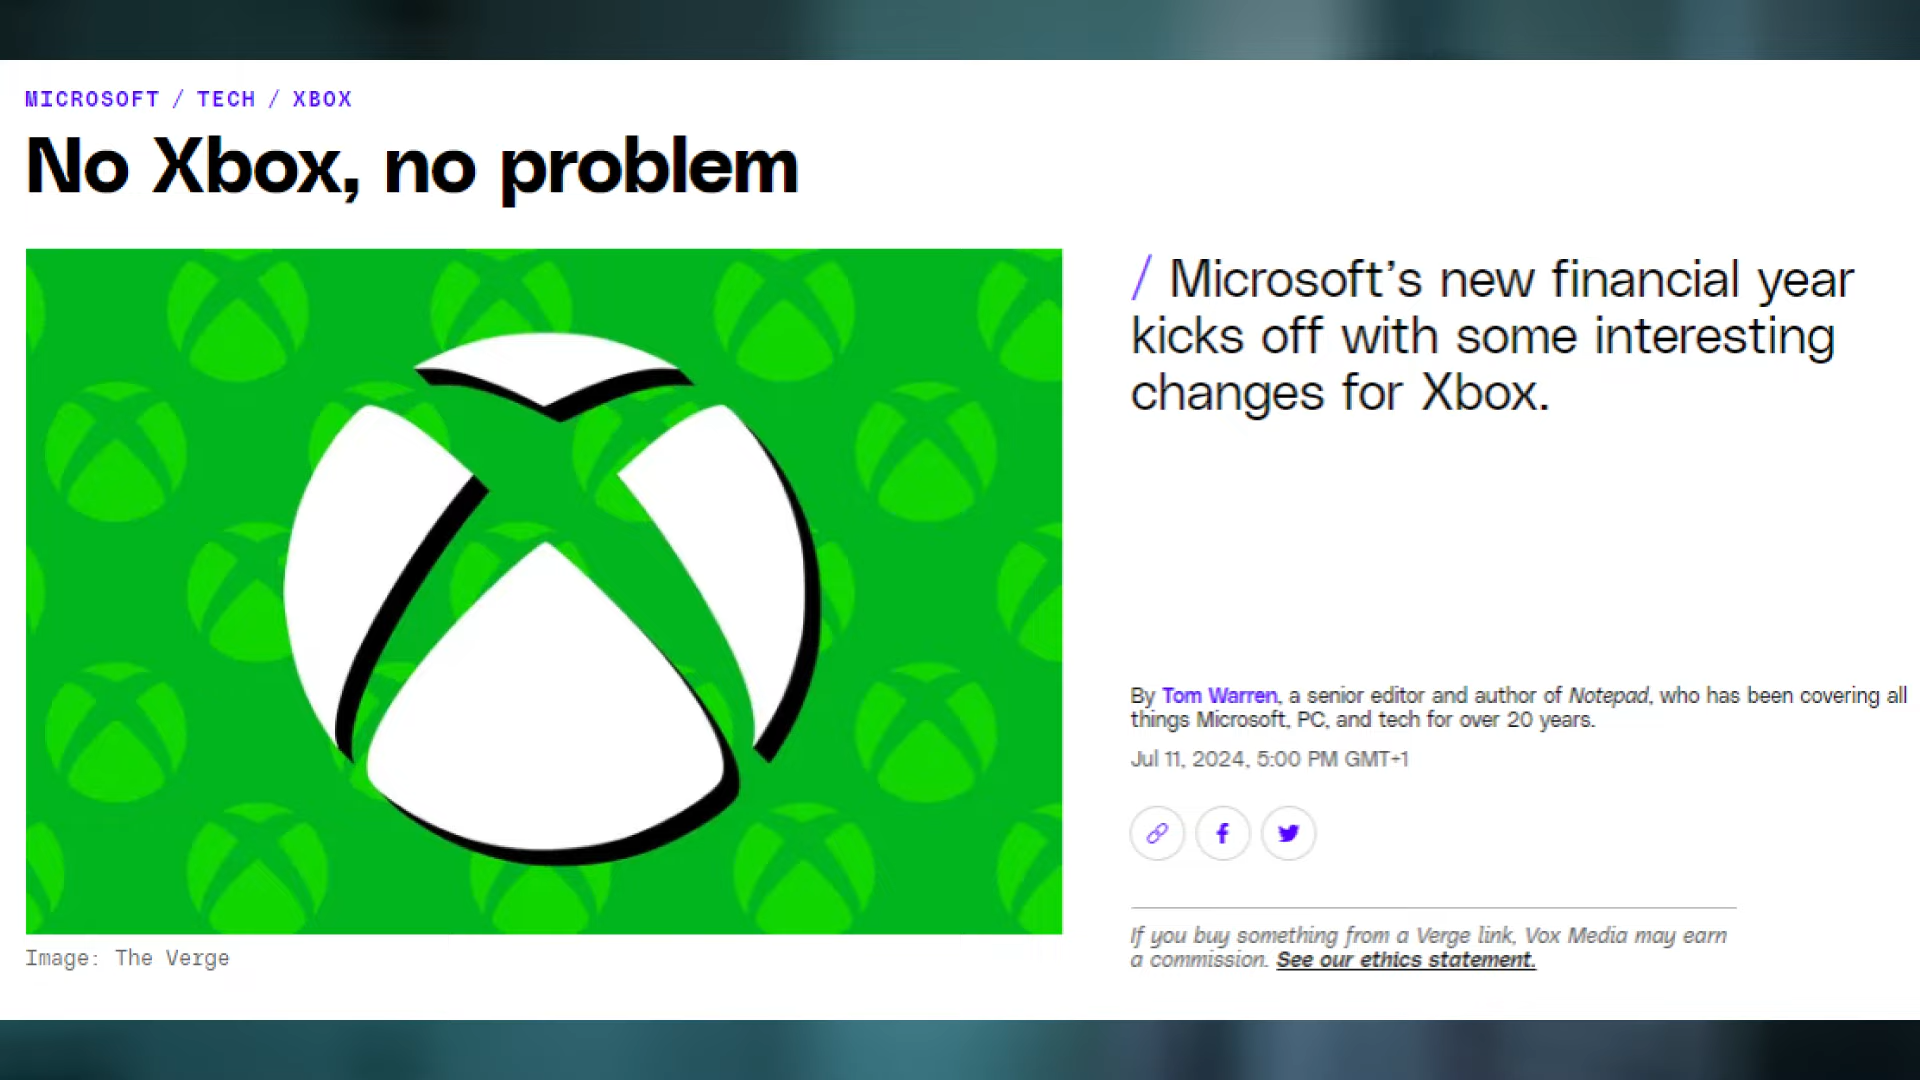 MICROSOFT / TECH / XBOX
No Xbox, no problem
/ Microsoft’s new financial year
kicks off with some interesting
changes for Xbox.
By Tom Warren, a senior editor and author of Notepad, who has been covering all
things Microsoft, PC, and tech for over 20 years.
Jul 11, 2024, 5:00 PM GMT+1
If you buy something from a Verge link, Vox Media may earn
a commission. See our ethics statement.
Image: The Verge